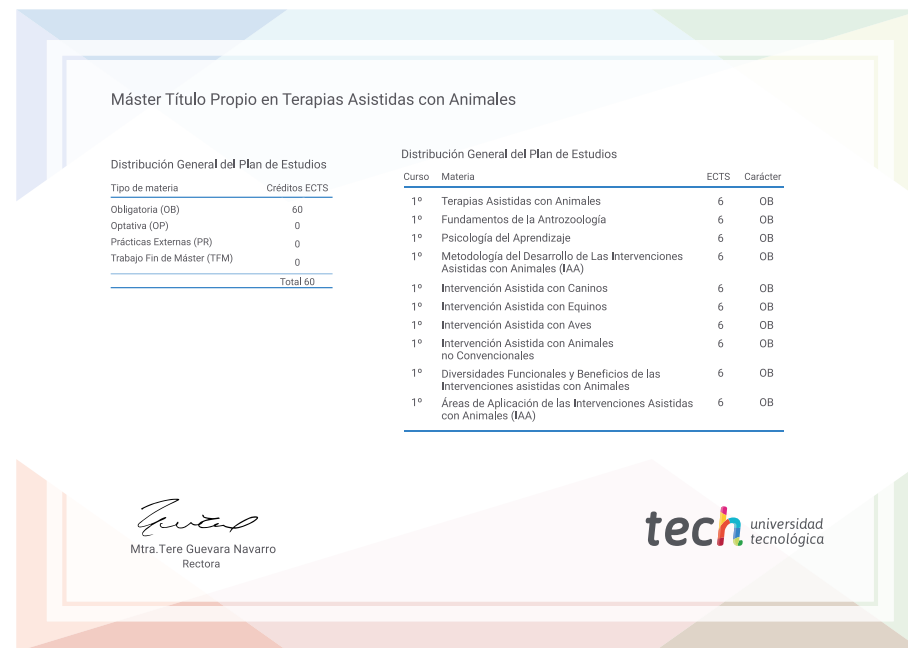 Máster Título Propio en Terapias Asistidas con Animales
Distribución General del Plan de Estudios
Tipo de materia Créditos ECTS
Obligatoria (OB) 60
Optativa (OP) 0
Prácticas Externas (PR) 0
Trabajo Fin de Máster (TFM) 0
Total 60
Distribución General del Plan de Estudios
Curso Materia ECTS Carácter
1º Terapias Asistidas con Animales 6 OB
1º Fundamentos de la Antrozoología 6 OB
1º Psicología del Aprendizaje 6 OB
1º Metodología del Desarrollo de Las Intervenciones 6 OB
Asistidas con Animales (IAA)
1º Intervención Asistida con Caninos 6 OB
1º Intervención Asistida con Equinos 6 OB
1º Intervención Asistida con Aves 6 OB
1º Intervención Asistida con Animales 6 OB
no Convencionales
1º Diversidades Funcionales y Beneficios de las 6 OB
Intervenciones asistidas con Animales
1º Áreas de Aplicación de las Intervenciones Asistidas 6 OB
con Animales (IAA)
Mtra.Tere Guevara Navarro
Rectora
tech universidad
tecnológica